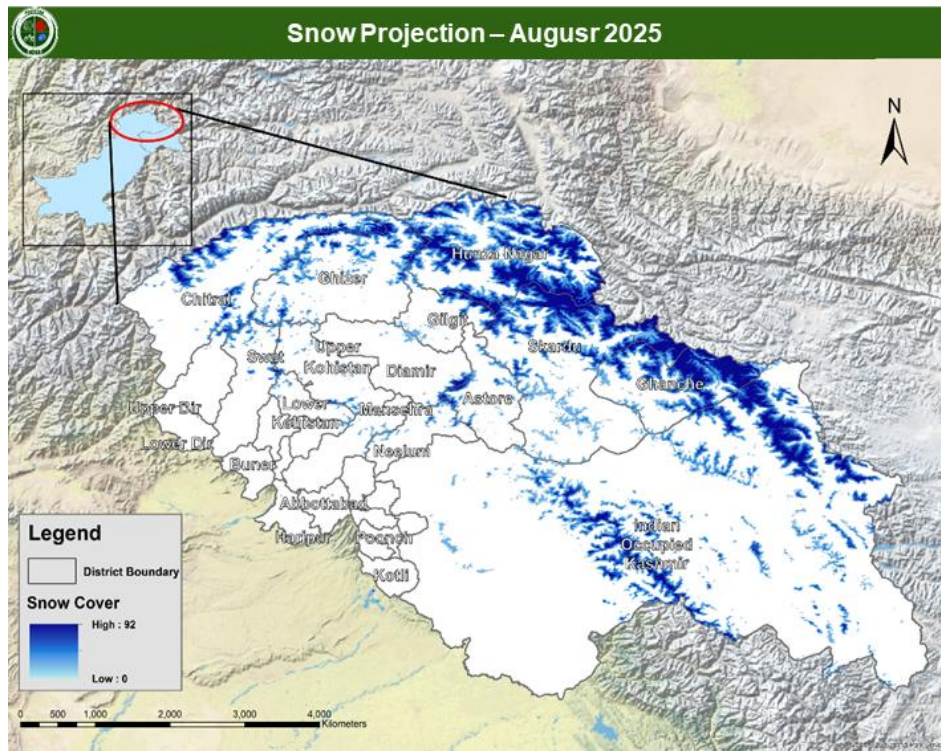 Snow Projection – Augusr 2025
N
Hunza Nagar
Ghizer
Chitral
Gilgit
Skardu
Upper
Kohistan
Swat
Diamir
Ghanche
Astore
Mansehra
Lower
Kohistan
Upper Dir
Lower Dir
Neelum
Buner
Abbottabad
Haripur
Poonch
Indian
Occupied
Kashmir
Kotli
Legend
District Boundary
Snow Cover
High : 92
Low : 0
0 500 1,000 2,000 3,000 4,000
Kilometers